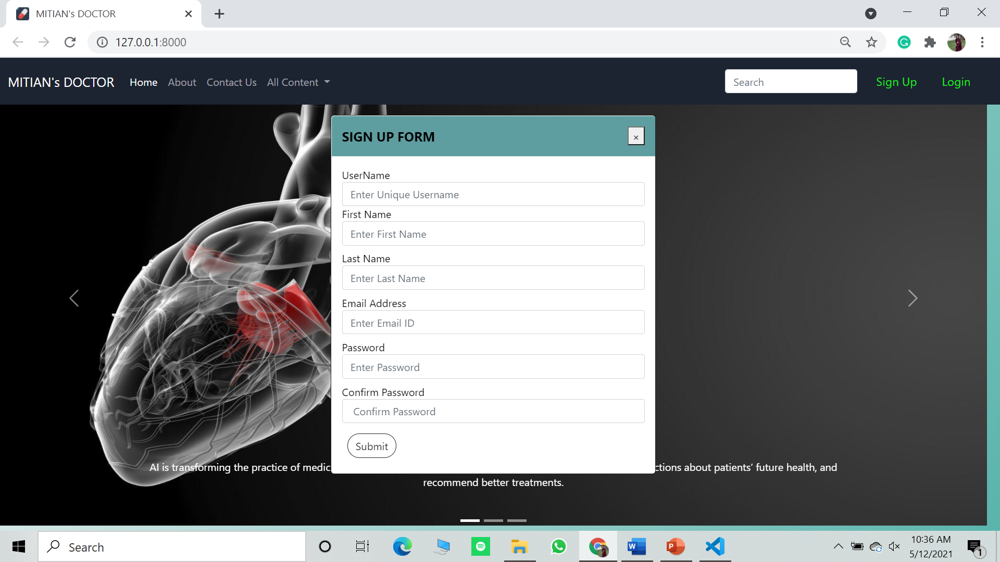 MITIAN's DOCTOR
127.0.0.1:8000
MITIAN's DOCTOR Home About Contact Us All Content Search Sign Up Login
SIGN UP FORM
×
UserName
Enter Unique Username
First Name
Enter First Name
Last Name
Enter Last Name
Email Address
Enter Email ID
Password
Enter Password
Confirm Password
Confirm Password
Submit
AI is transforming the practice of medic ctions about patients’ future health, and
recommend better treatments.
Search
10:36 AM
5/12/2021
1